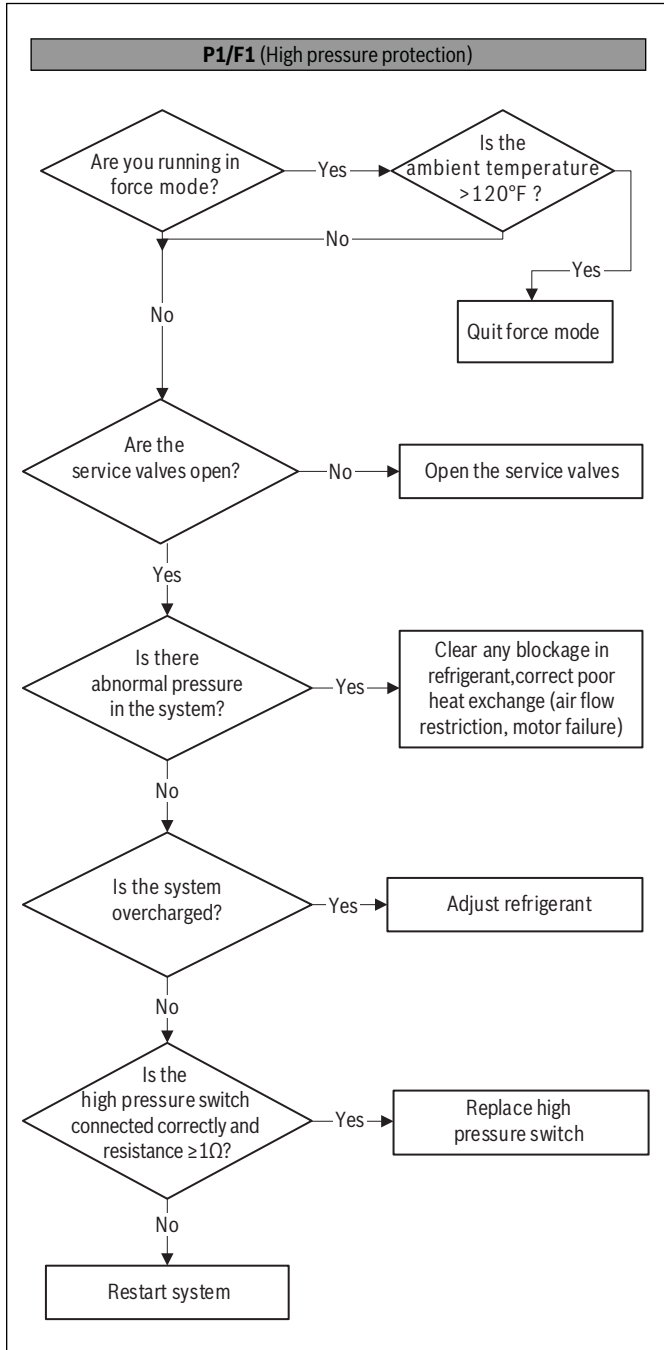 P1/F1 (High pressure protection)
Are you running in
force mode?
Yes
Is the
ambient temperature
>120°F ?
No
Yes
Quit force mode
No
Are the
service valves open?
No
Open the service valves
Yes
Is there
abnormal pressure
in the system?
Yes
Clear any blockage in
refrigerant,correct poor
heat exchange (air flow
restriction, motor failure)
No
Is the system
overcharged?
Yes
Adjust refrigerant
No
Is the
high pressure switch
connected correctly and
resistance ≥1Ω?
Yes
Replace high
pressure switch
No
Restart system